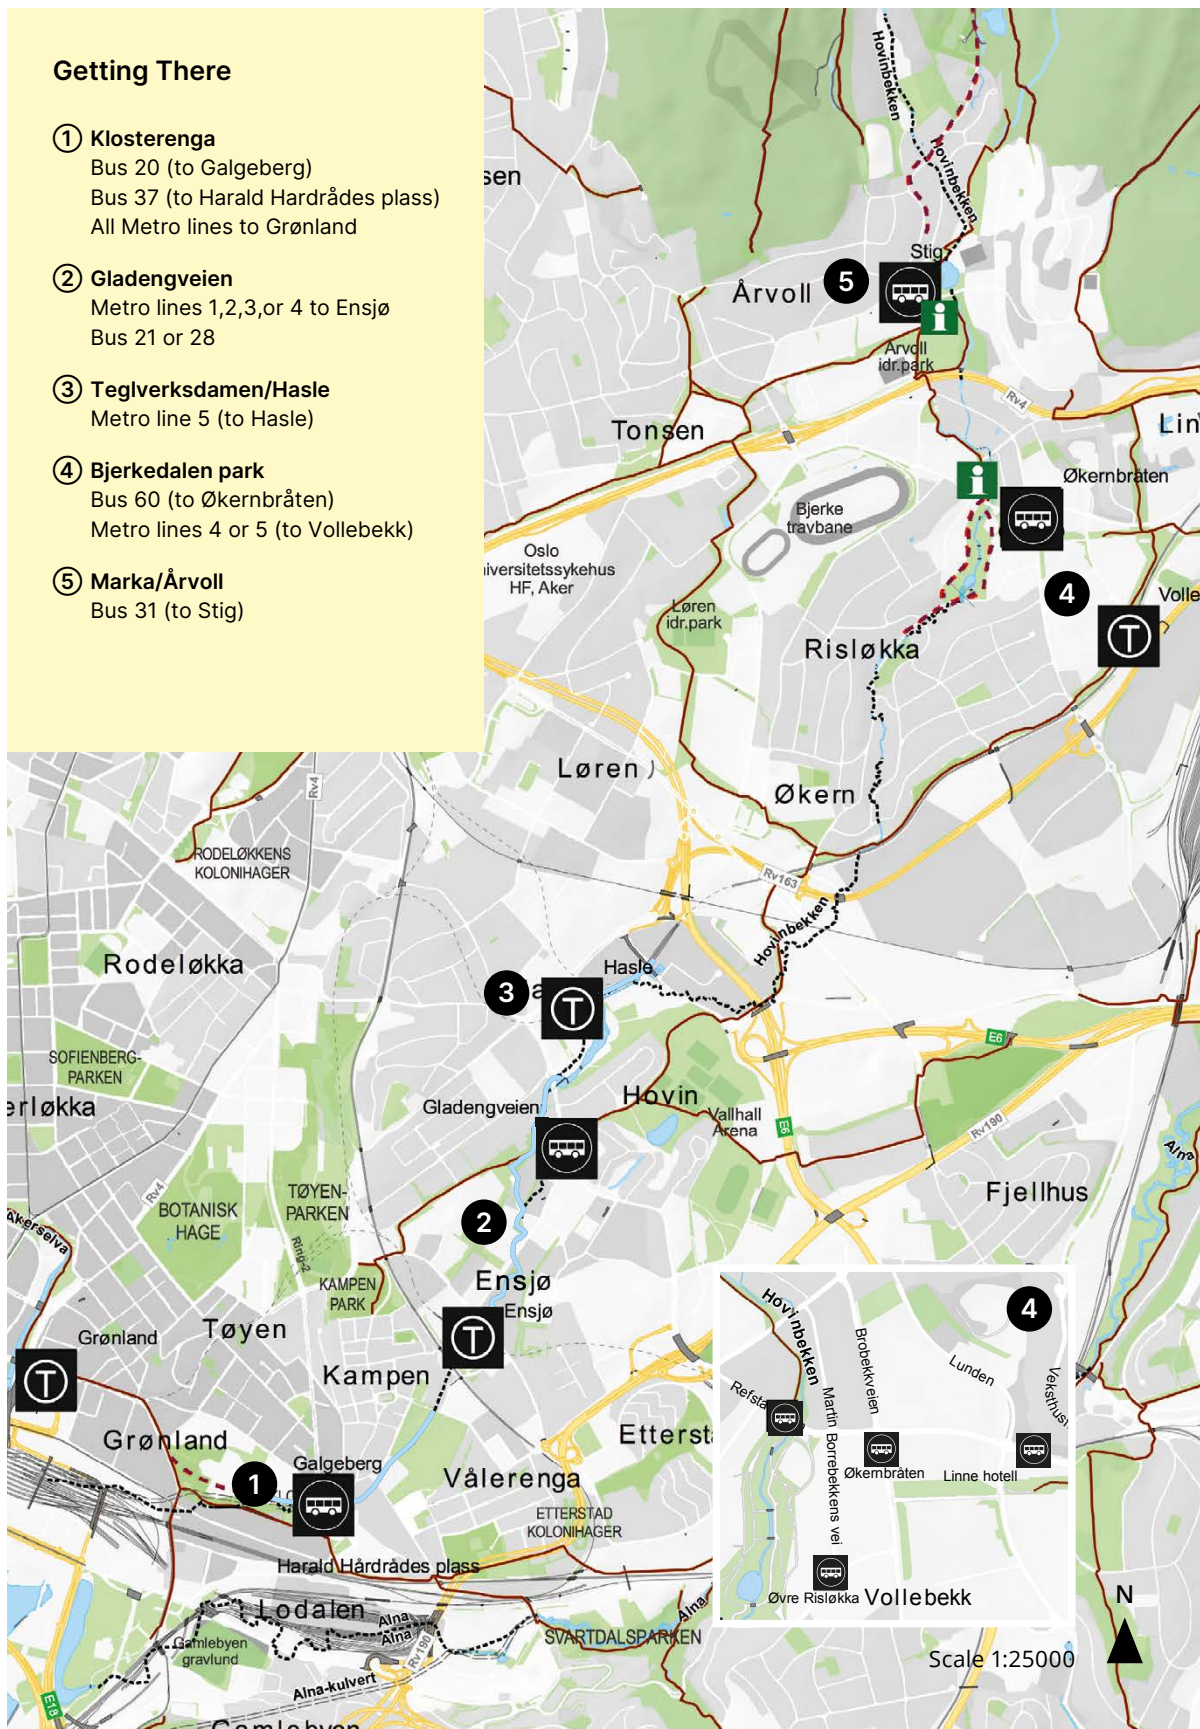 Getting There
1 Klosterenga
Bus 20 (to Galgeberg)
Bus 37 (to Harald Hardrådes plass)
All Metro lines to Grønland
2 Gladengveien
Metro lines 1,2,3,or 4 to Ensjø
Bus 21 or 28
3 Teglverksdamen/Hasle
Metro line 5 (to Hasle)
4 Bjerkedalen park
Bus 60 (to Økernbråten)
Metro lines 4 or 5 (to Vollebekk)
5 Marka/Årvoll
Bus 31 (to Stig)
Hovinbekken
Hovinbekken
sen
Stig
Årvoll
5
i
Årvoll
idr.park
Rv4
Tonsen
Lin
i
Økernbråten
Bjerke
travbane
Oslo
iversitetssykehus
HF, Aker
4
Volle
T
Løren
idr.park
Risløkka
Løren
Økern
Rv4
Rv163
RODELØKKENS
KOLONIHAGER
Hovinbekken
Rodeløkka
Hasle
3
T
E6
SOFIENBERG-
PARKEN
erløkka
Gladengveien
Hovin
Vallhall
Arena
E6
Rv190
Alna
Fjellhus
Rv4
BOTANISK
HAGE
TØYEN-
PARKEN
Akerselva
2
Ring-2
KAMPEN
PARK
Ensjø
Ensjø
T
Grønland
T
Tøyen
Kampen
Grønland
1
Galgeberg
Vålerenga
Etterst
ETTERSTAD
KOLONIHAGER
Harald Hårdrådes plass
Lodalen
Alna
Alna
Alna
Gamlebyen
gravlund
Rv190
SVARTDALSPARKEN
Alna-kulvert
E18
Gamlebyen
4
Hovinbekken
Brobekkveien
Lunden
Veksthusv
Refsta
Martin Borrebekkens vei
Økernbråten
Linne hotell
Øvre Risløkka
Vollebekk
N
Scale 1:25000